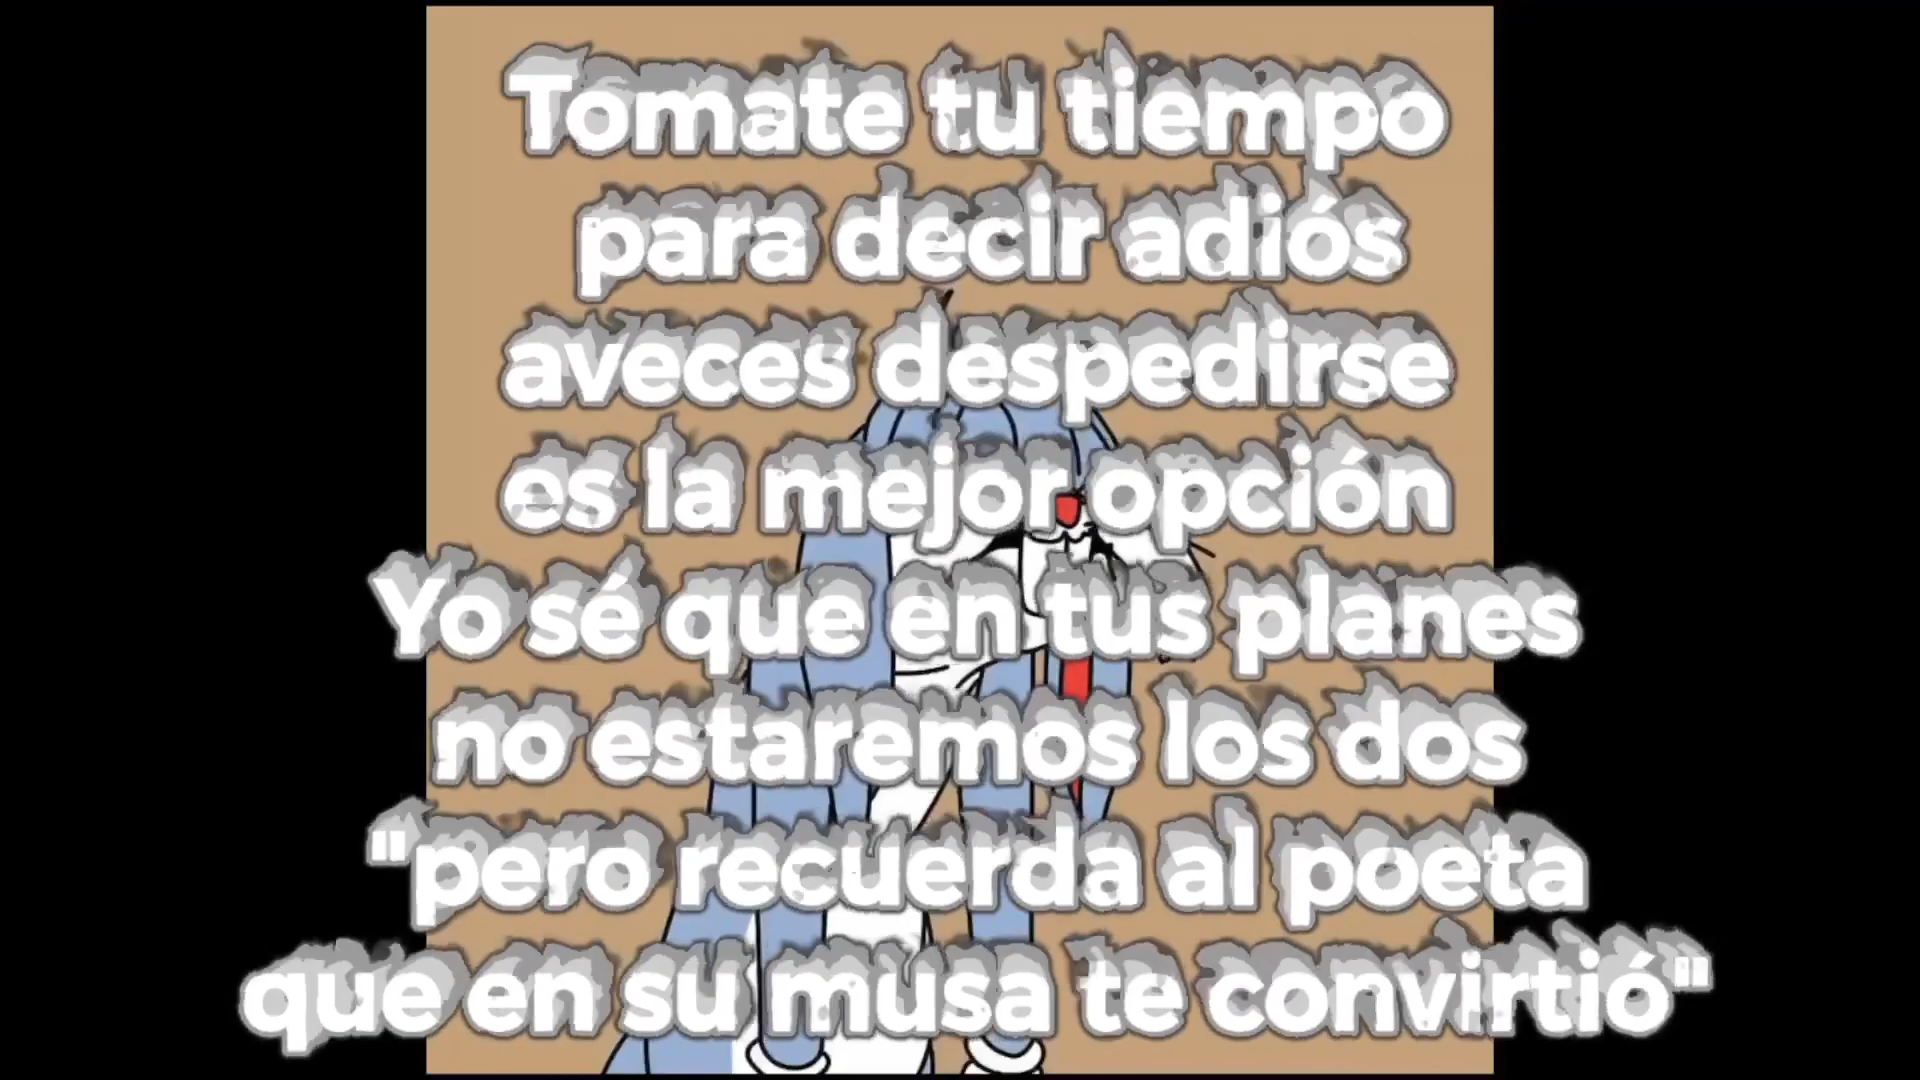 Tomate tu tiempo
para decir adiós
aveces despedirse
es la mejor opción
Yo sé que en tus planes
no estaremos los dos
"pero recuerda al poeta
que en su musa te convirtió"